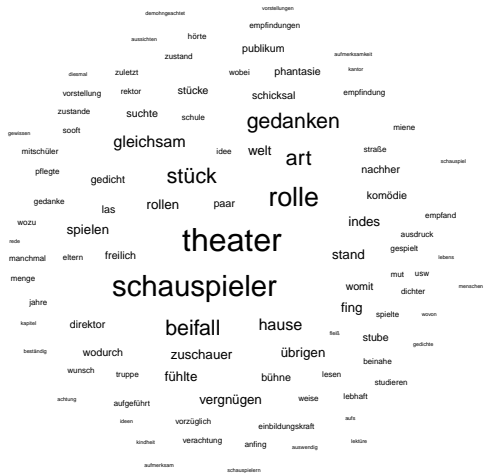 vorstellungen
demohngeachtet
empfindungen
aussichten hörte
publikum
zustand aufmerksamkeit
diesmal zuletzt wobei phantasie kantor
vorstellung rektor stücke schicksal empfindung
zustande suchte schule gedanken miene
gewissen sooft
mitschüler gleichsam idee welt art straße
schauspiel
pflegte stück nachher
gedicht
gedanke las rollen paar rolle komödie
wozu spielen indes empfand
rede theater ausdruck
manchmal eltern freilich stand gespielt lebens
menge schauspieler womit mut usw menschen
dichter
jahre fing
kapitel direktor beifall hause spielte wovon
fleiß stube gedichte
beständig wodurch zuschauer übrigen beinahe
wunsch truppe fühlte bühne lesen studieren
achtung vergnügen weise lebhaft
aufgeführt
ideen vorzüglich einbildungskraft aufs
kindheit verachtung anfing auswendig lektüre
aufmerksam schauspielern